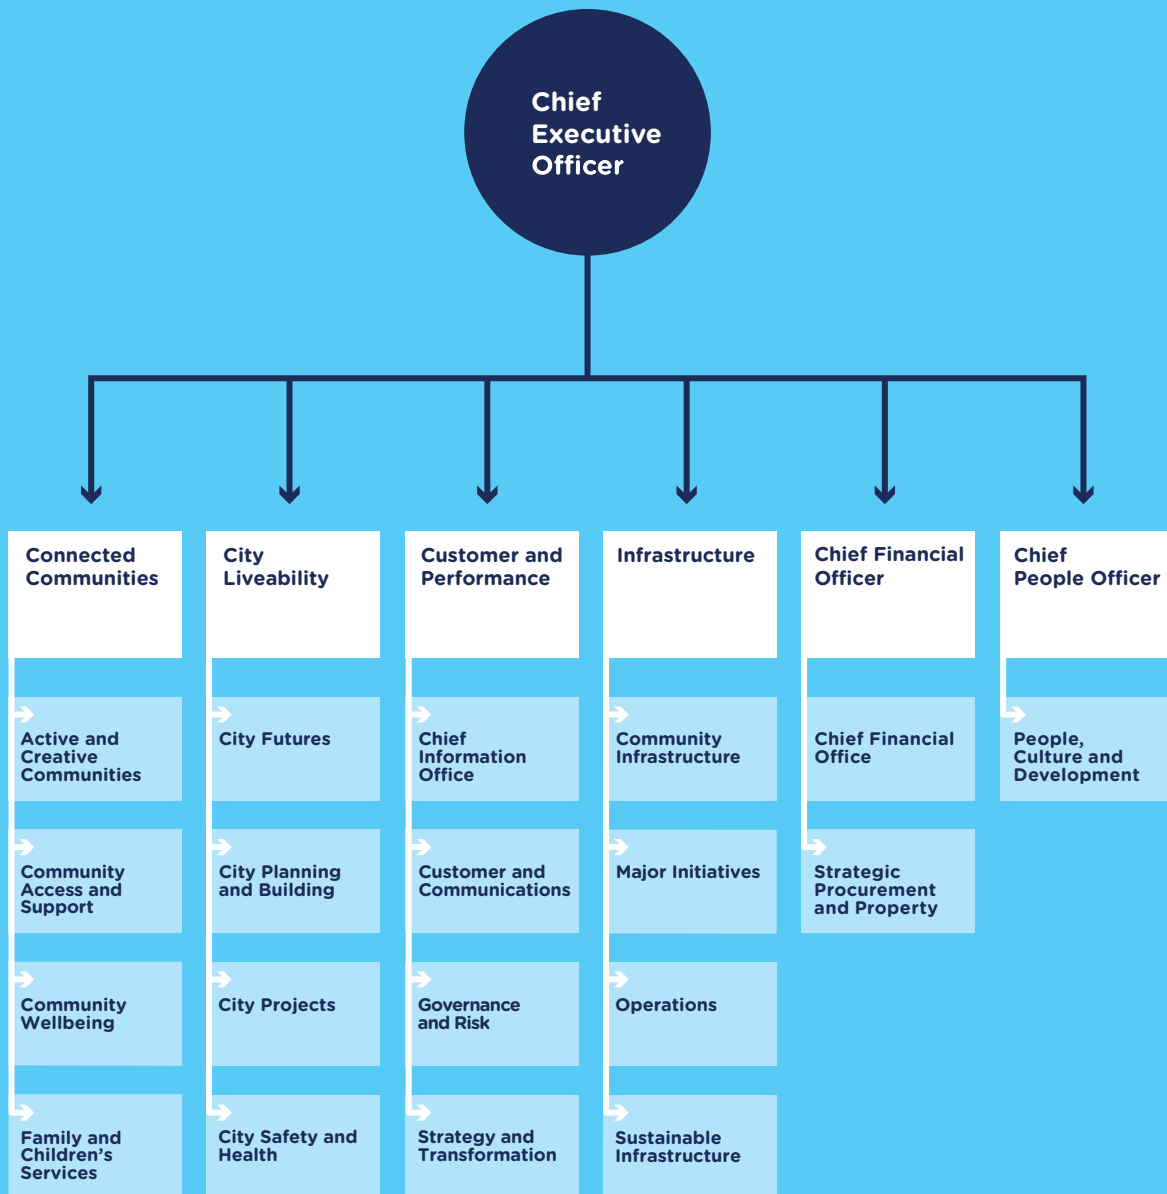 Chief
Executive
Officer
Connected
Communities
City
Liveability
Customer and
Performance
Infrastructure
Chief Financial
Officer
Chief
People Officer
Active and
Creative
Communities
City Futures
Chief
Information
Office
Community
Infrastructure
Chief Financial
Office
People,
Culture and
Development
Community
Access and
Support
City Planning
and Building
Customer and
Communications
Major Initiatives
Strategic
Procurement
and Property
Community
Wellbeing
City Projects
Governance
and Risk
Operations
Family and
Children's
Services
City Safety and
Health
Strategy and
Transformation
Sustainable
Infrastructure